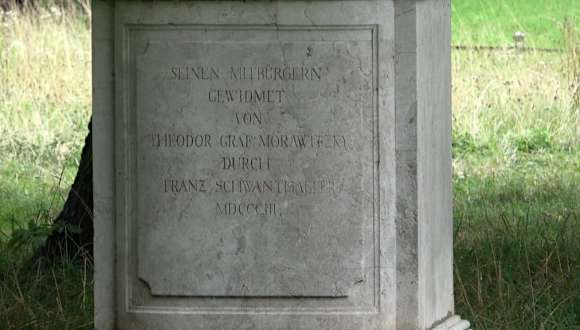 SEINEN MITBÜRGERN
GEWIDMET
VON
THEODOR GRAF MORAWITZKY
DURCH
FRANZ SCHWANTHALER
MDCCCIII